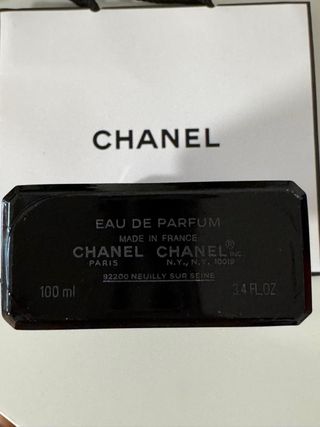 CHANEL
EAU DE PARFUM
MADE IN FRANCE
CHANEL CHANEL® INC.
PARIS N.Y., N.Y. 10019
92200 NEUILLY SUR SEINE
100 ml 3.4 FL.OZ